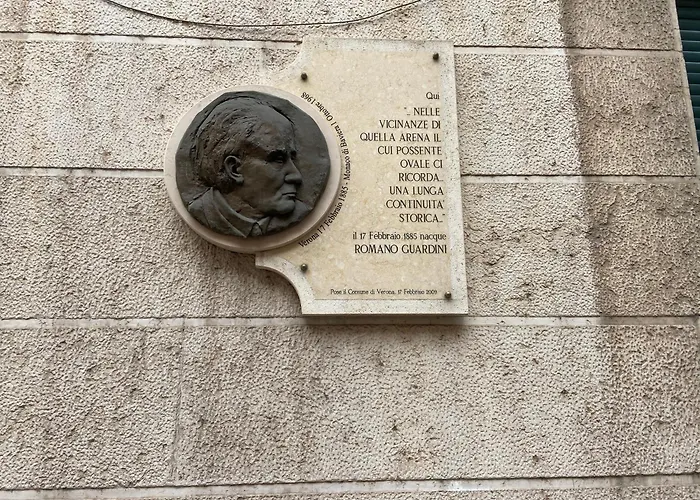 Qui
"... NELLE
VICINANZE DI
QUELLA ARENA IL
CUI POSSENTE
OVALE CI
RICORDA...
UNA LUNGA
CONTINUITA'
STORICA..."
il 17 Febbraio 1885 nacque
ROMANO GUARDINI
Pose il Comune di Verona, 17 Febbraio 2009
Verona 17 Febbraio 1885 - Monaco di Baviera 1 Ottobre 1968